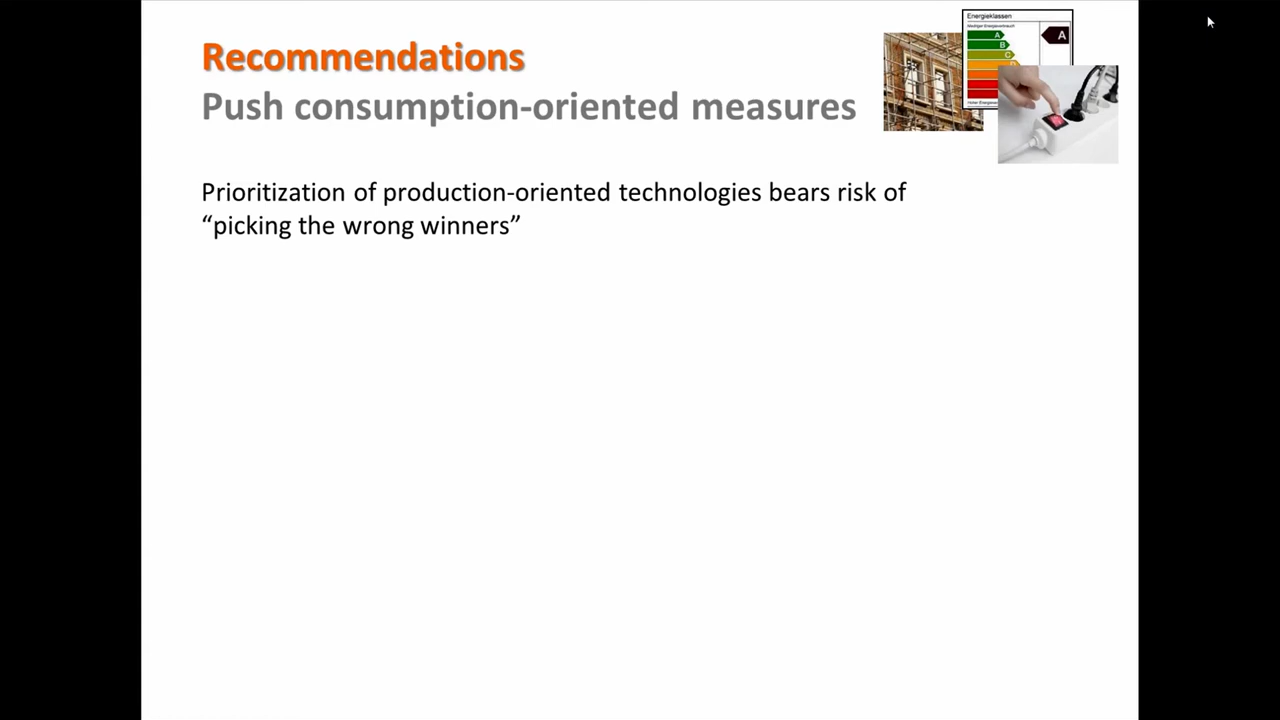 Recommendations
Push consumption-oriented measures
Energieklassen
A
A
B
C
Prioritization of production-oriented technologies bears risk of
“picking the wrong winners”